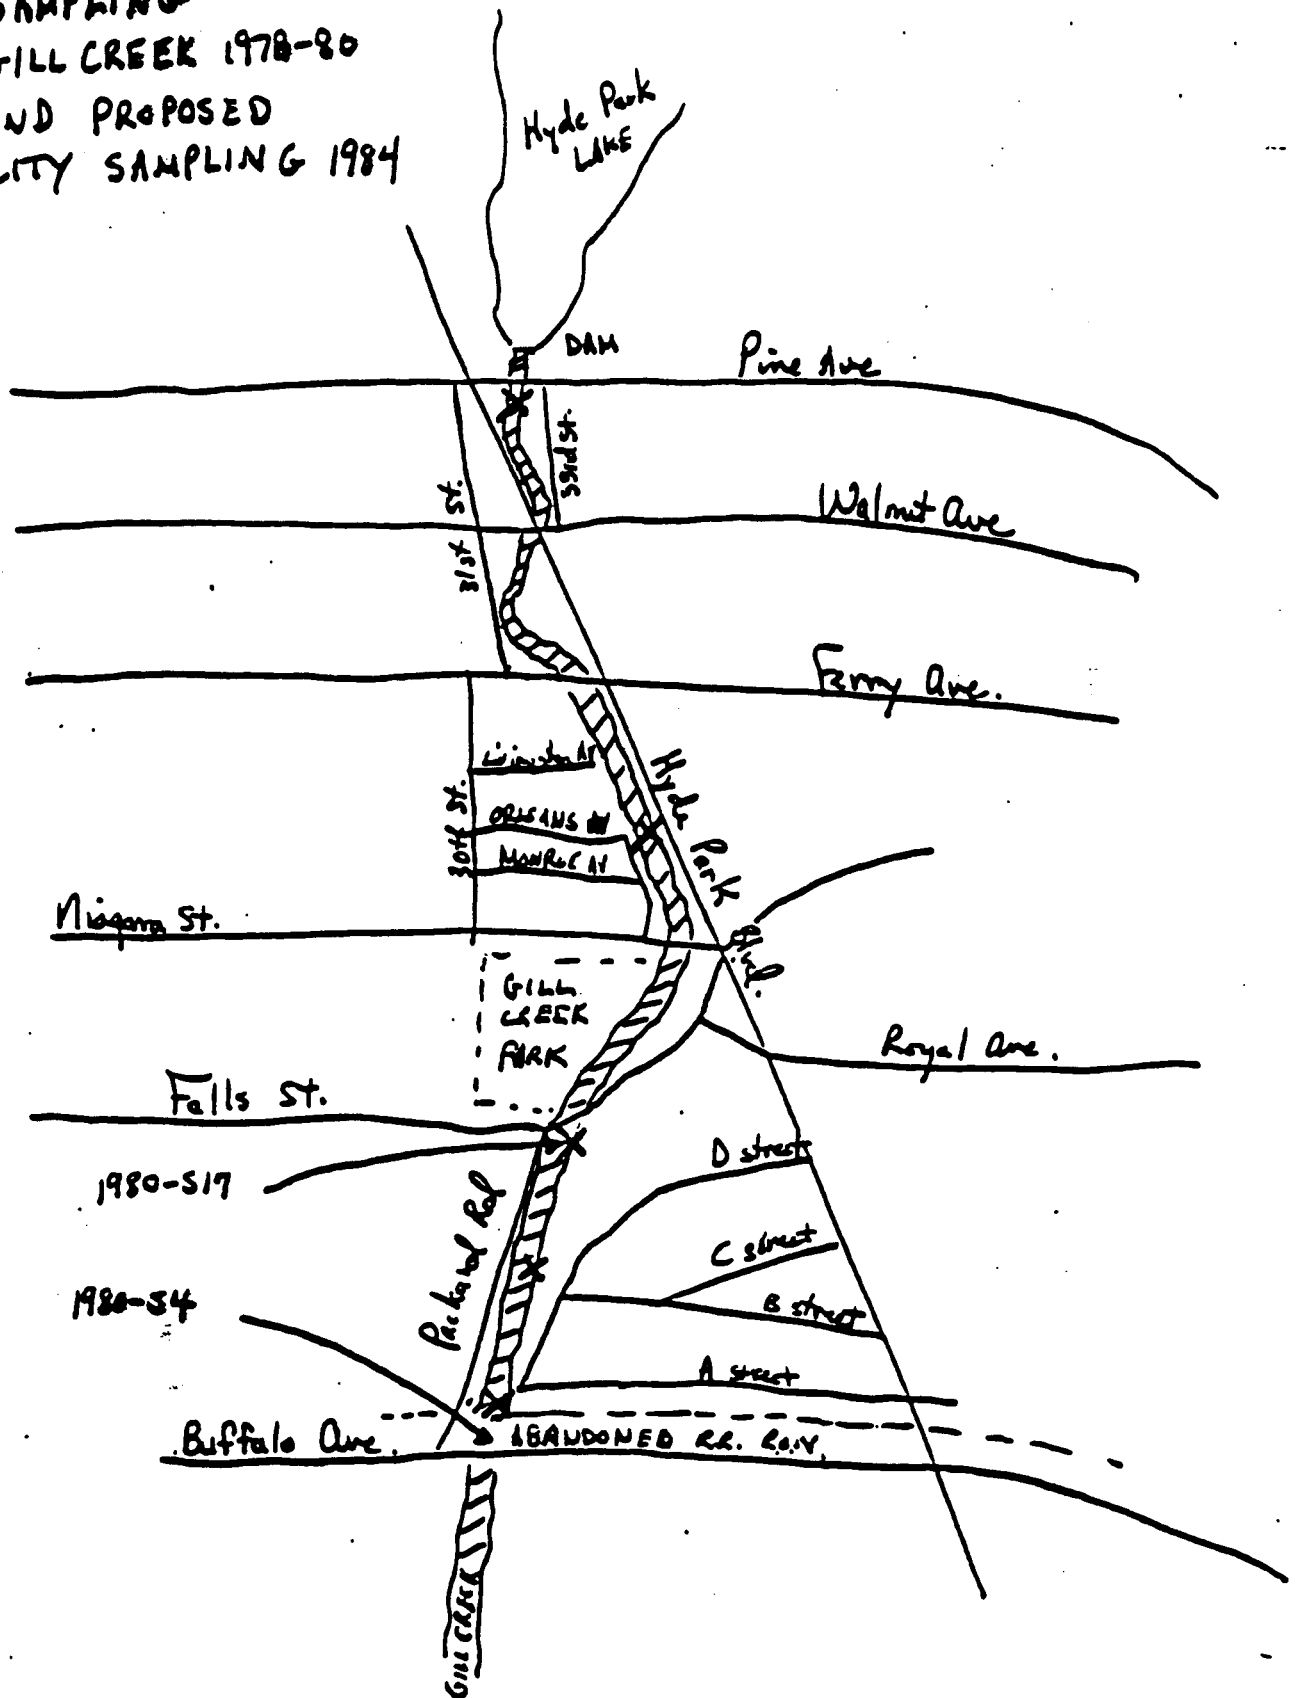 SAMPLING
GILL CREEK 1978-80
AND PROPOSED
CITY SAMPLING 1984
Hyde Park
LAKE
DAM
Pine Ave
33rd St.
31st St.
Walnut Ave
Ferry Ave.
30th St.
ORLEANS AV
MONROE AV
Hyde Park Blvd.
Niagara St.
GILL
CREEK
PARK
Royal Ave.
Falls St.
1980-S17
Packard Rd
D street
C street
B street
1980-S4
A street
Buffalo Ave.
ABANDONED R.R. R.O.W.
GILL CREEK